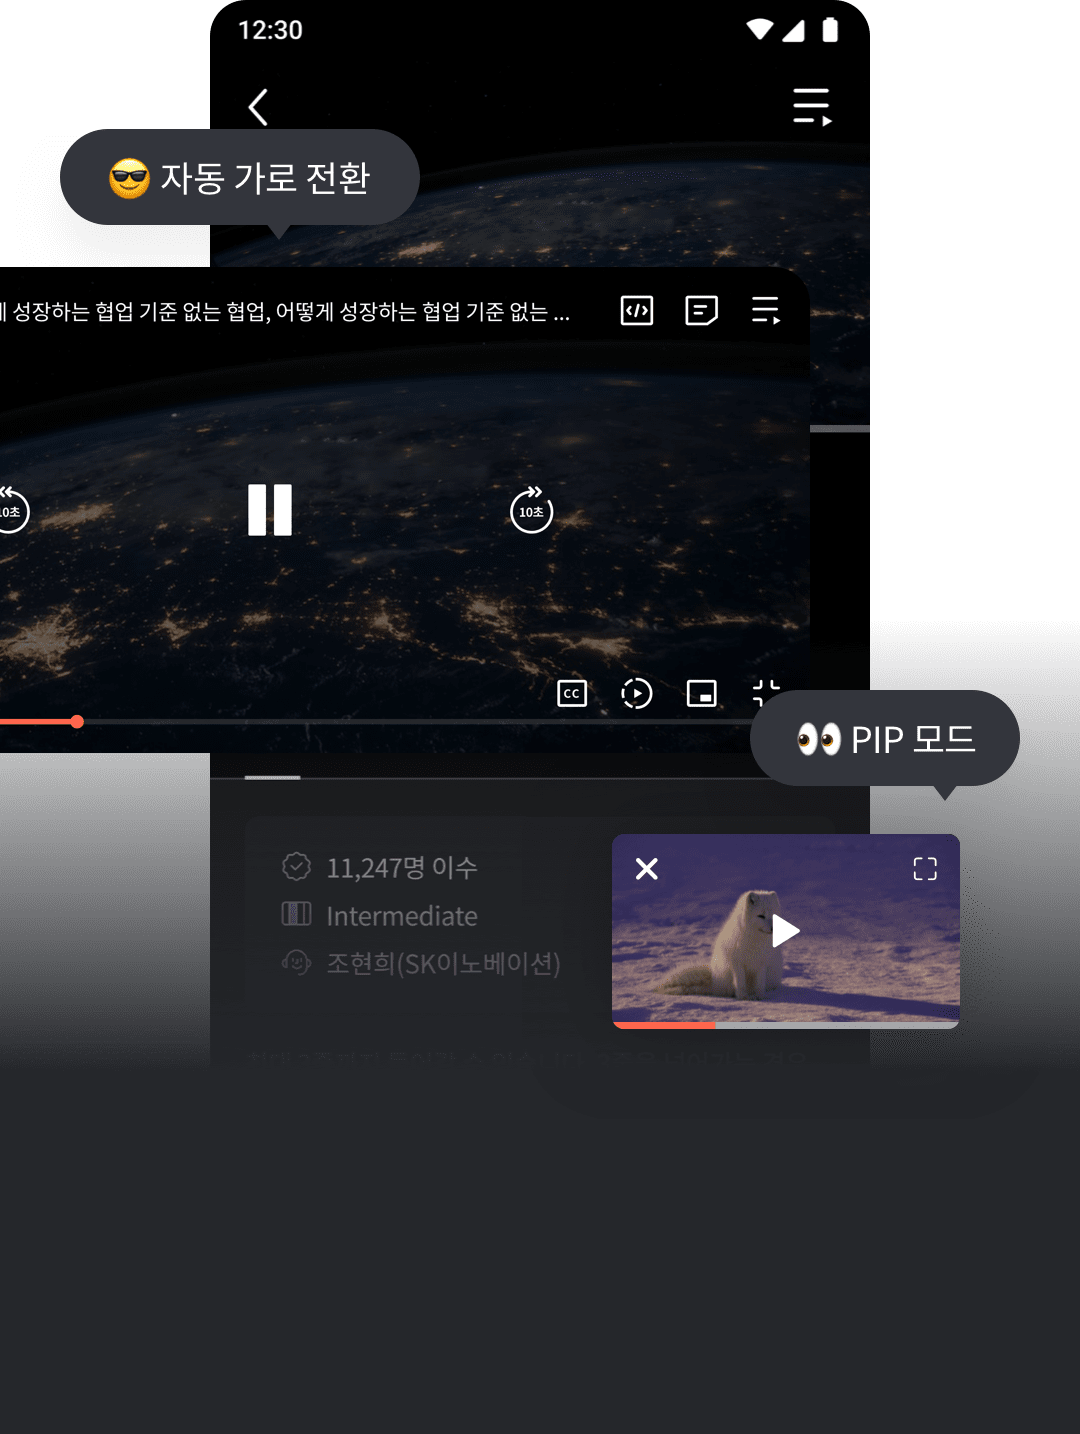 12:30
😎 자동 가로 전환
성장하는 협업 기준 없는 협업, 어떻게 성장하는 협업 기준 없는 ...
10초
10초
CC
👀 PIP 모드
11,247명 이수
Intermediate
조현희(SK이노베이션)